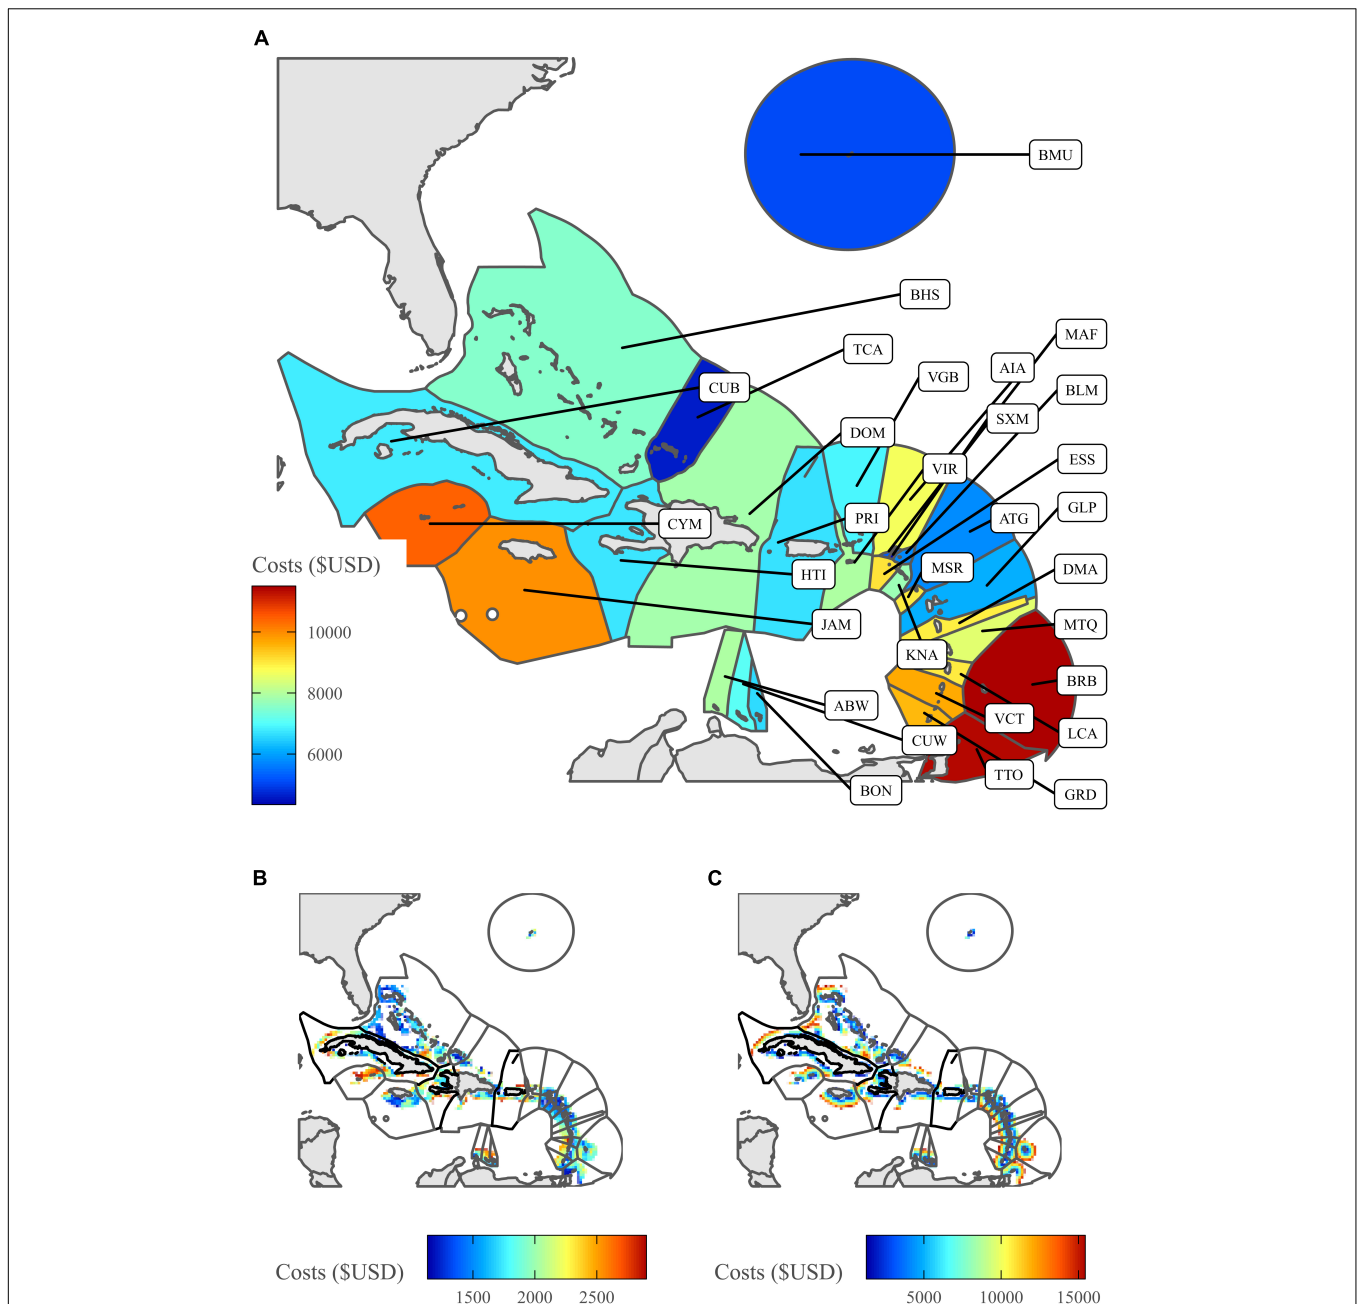 A
BMU
BHS
MAF
TCA
AIA
VGB
CUB
BLM
SXM
DOM
ESS
VIR
GLP
PRI
ATG
CYM
Costs ($USD)
MSR
DMA
HTI
10000
JAM
MTQ
KNA
BRB
8000
ABW
VCT
LCA
CUW
6000
TTO
BON
GRD
B
C
Costs ($USD)
1500 2000 2500
Costs ($USD)
5000 10000 15000